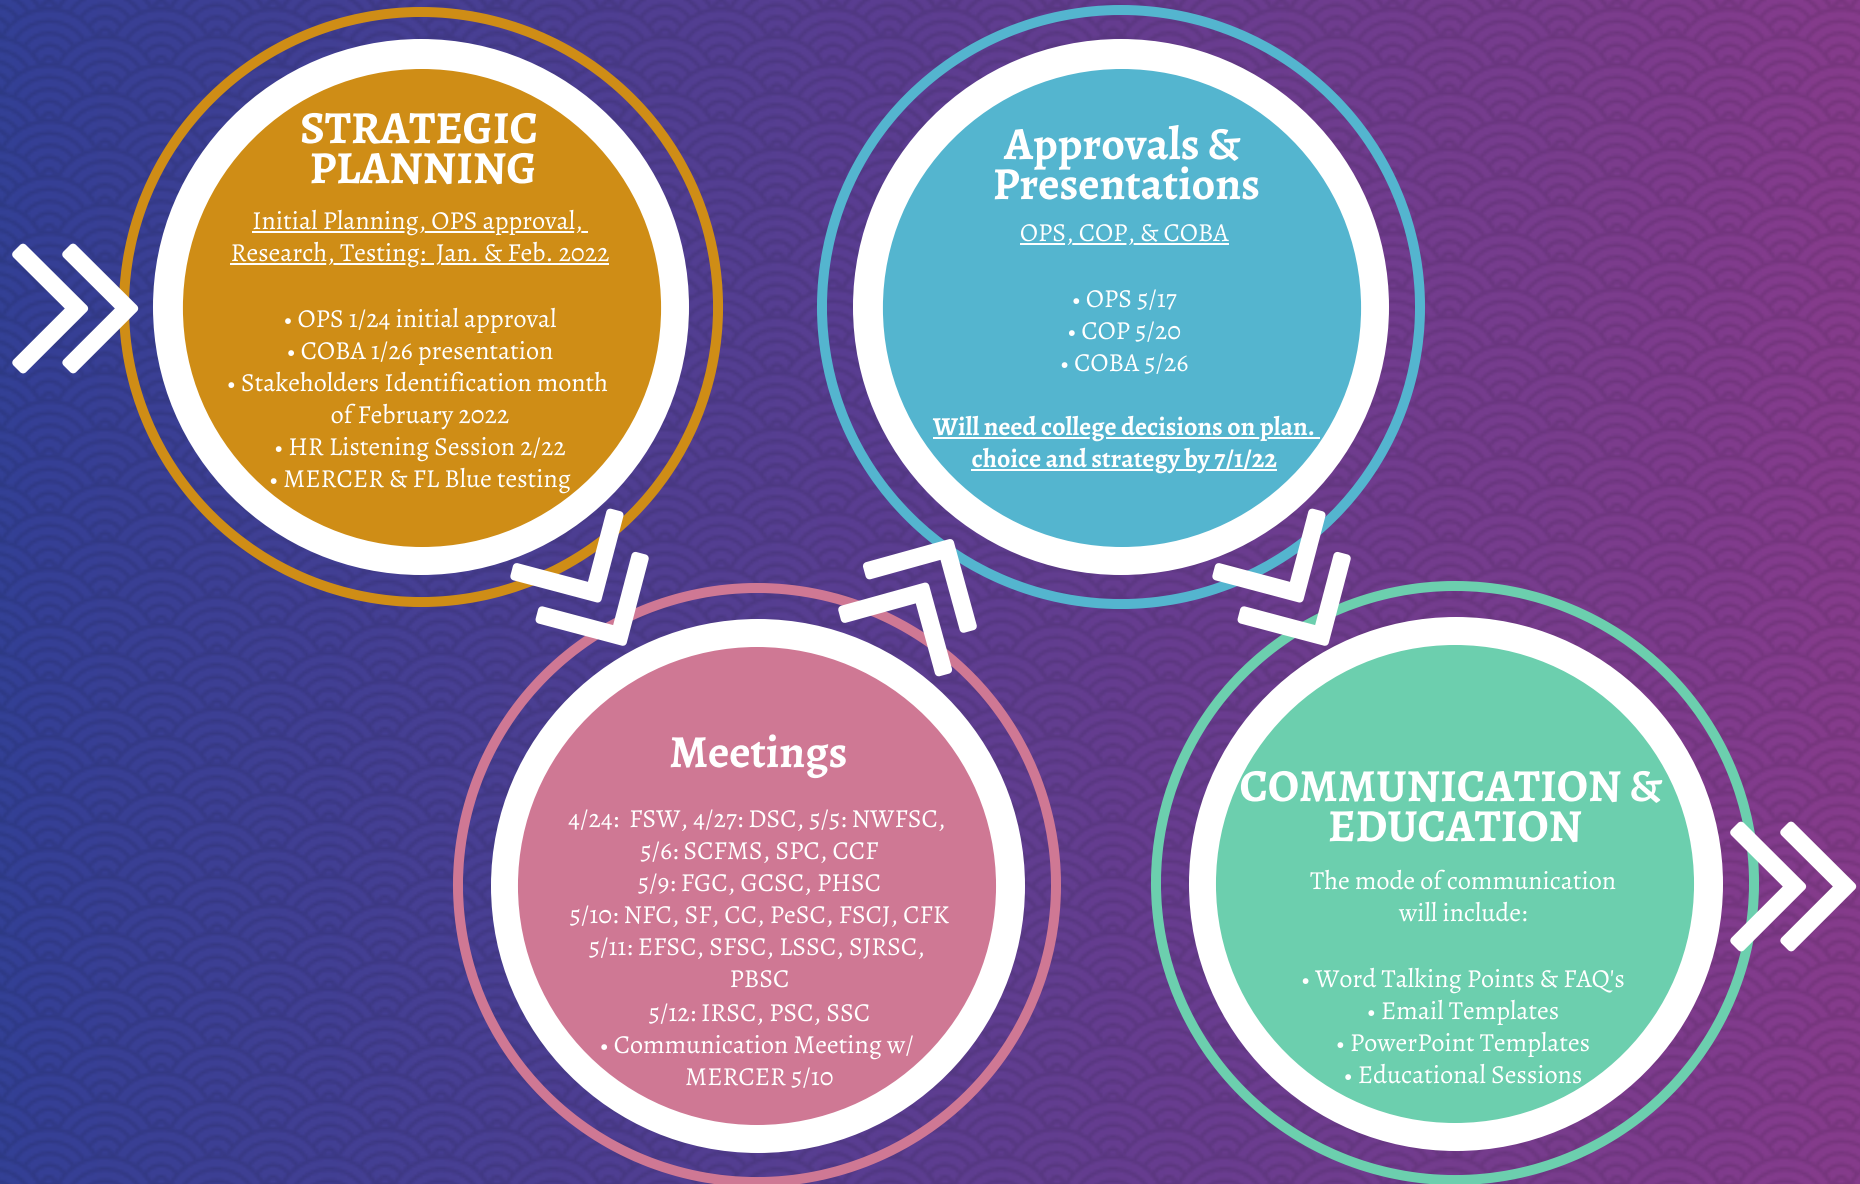 STRATEGIC
PLANNING
Initial Planning, OPS approval,
Research, Testing: Jan. & Feb. 2022
• OPS 1/24 initial approval
• COBA 1/26 presentation
• Stakeholders Identification month
of February 2022
• HR Listening Session 2/22
• MERCER & FL Blue testing
Meetings
4/24: FSW, 4/27: DSC, 5/5: NWFSC,
5/6: SCFMS, SPC, CCF
5/9: FGC, GCSC, PHSC
5/10: NFC, SF, CC, PeSC, FSCJ, CFK
5/11: EFSC, SFSC, LSSC, SJRSC,
PBSC
5/12: IRSC, PSC, SSC
• Communication Meeting w/
MERCER 5/10
Approvals &
Presentations
OPS, COP, & COBA
• OPS 5/17
• COP 5/20
• COBA 5/26
Will need college decisions on plan.
choice and strategy by 7/1/22
COMMUNICATION &
EDUCATION
The mode of communication
will include:
• Word Talking Points & FAQ's
• Email Templates
• PowerPoint Templates
• Educational Sessions